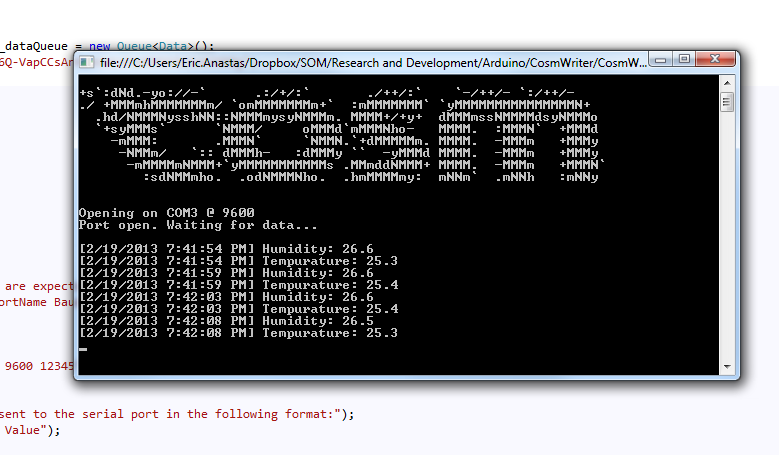 _dataQueue = new Queue<Data>();
6Q-VapCCsAr
file:///C:/Users/Eric.Anastas/Dropbox/SOM/Research and Development/Arduino/CosmWriter/CosmW...
cosm
Opening on COM3 @ 9600
Port open. Waiting for data...
[2/19/2013 7:41:54 PM] Humidity: 26.6
[2/19/2013 7:41:54 PM] Tempurature: 25.3
[2/19/2013 7:41:59 PM] Humidity: 26.6
[2/19/2013 7:41:59 PM] Tempurature: 25.4
[2/19/2013 7:42:03 PM] Humidity: 26.6
[2/19/2013 7:42:03 PM] Tempurature: 25.4
[2/19/2013 7:42:08 PM] Humidity: 26.5
[2/19/2013 7:42:08 PM] Tempurature: 25.3
are expect
ortName Bau
9600 12345
sent to the serial port in the following format:");
Value");